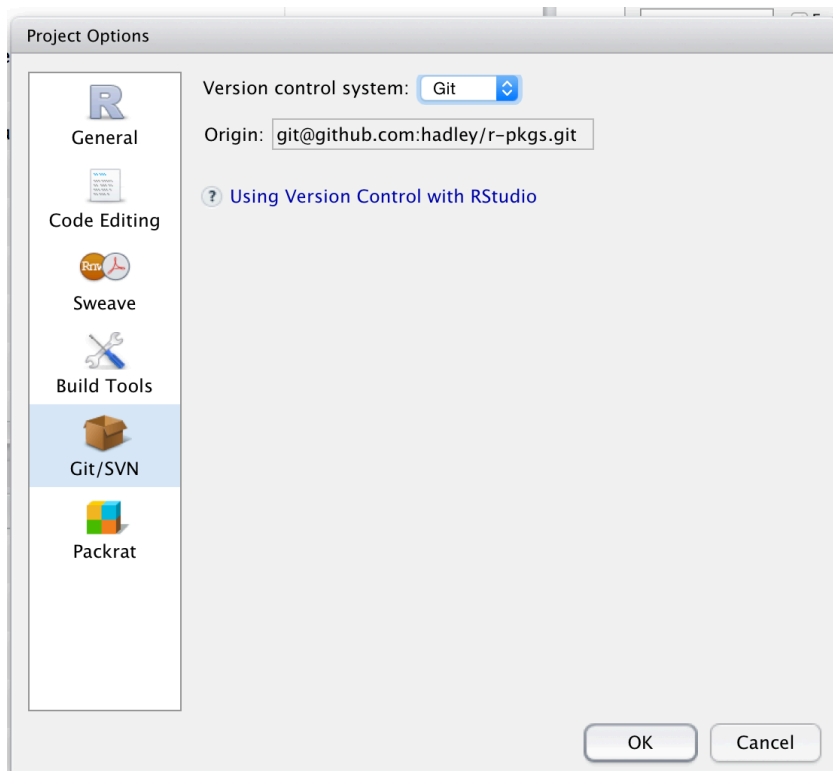 Project Options
General
Code Editing
Sweave
Build Tools
Git/SVN
Packrat
Version control system: Git
Origin: git@github.com:hadley/r-pkgs.git
? Using Version Control with RStudio
OK
Cancel